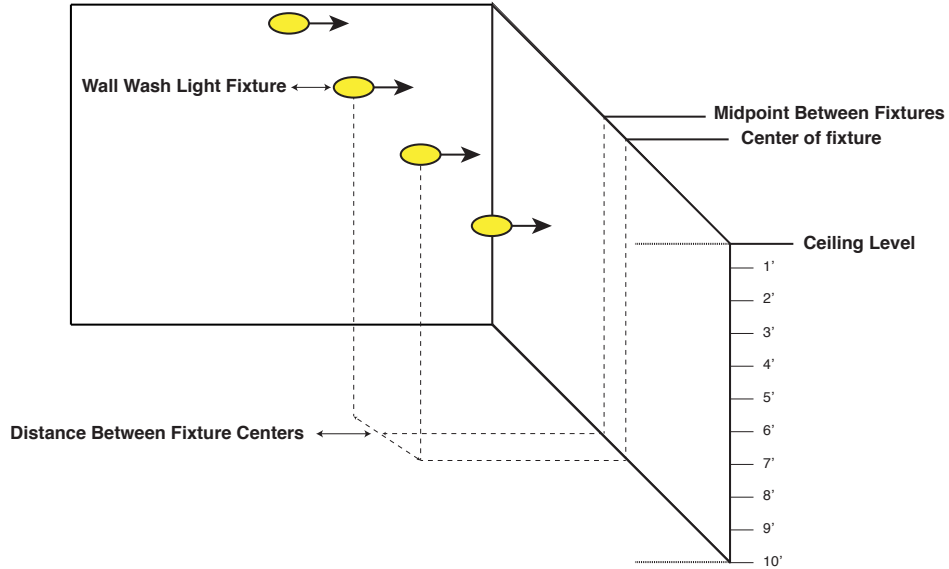 Wall Wash Light Fixture
Midpoint Between Fixtures
Center of fixture
Ceiling Level
1’
2’
3’
4’
5’
6’
Distance Between Fixture Centers
7’
8’
9’
10’